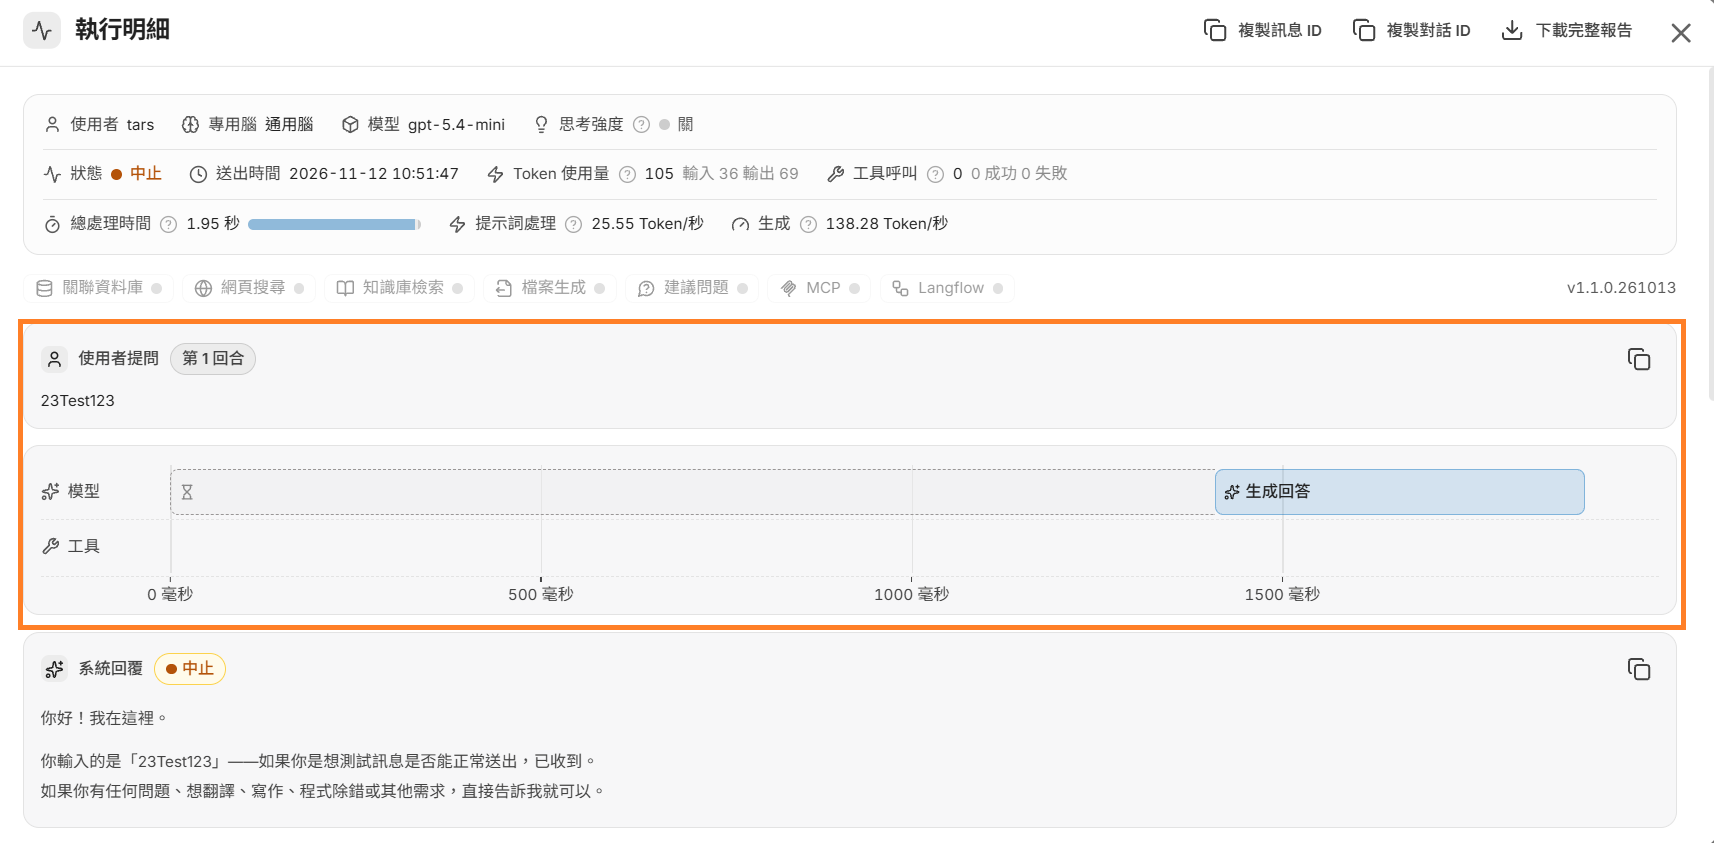 執行明細 複製訊息 ID 複製對話 ID 下載完整報告
使用者 tars 專用腦 通用腦 模型 gpt-5.4-mini 思考強度 ? 關
狀態 中止 送出時間 2026-11-12 10:51:47 Token 使用量 ? 105 輸入 36 輸出 69 工具呼叫 ? 0 0 成功 0 失敗
總處理時間 ? 1.95 秒 提示詞處理 ? 25.55 Token/秒 生成 ? 138.28 Token/秒
關聯資料庫 網頁搜尋 知識庫檢索 檔案生成 建議問題 MCP Langflow v1.1.0.261013
使用者提問 第 1 回合
23Test123
模型 生成回答
工具
0 毫秒 500 毫秒 1000 毫秒 1500 毫秒
系統回覆 中止
你好！我在這裡。
你輸入的是「23Test123」——如果你是想測試訊息是否能正常送出，已收到。
如果你有任何問題、想翻譯、寫作、程式除錯或其他需求，直接告訴我就可以。